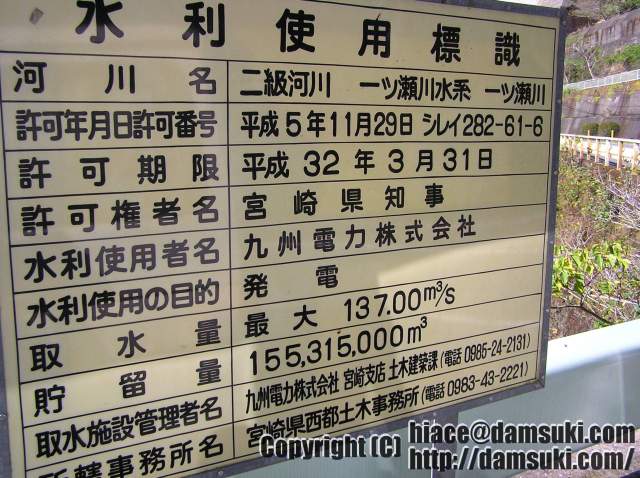 水利使用標識
河川名 二級河川 一ツ瀬川水系 一ツ瀬川
許可年月日許可番号 平成5年11月29日 シレイ282-61-6
許可期限 平成32年3月31日
許可権者名 宮崎県知事
水利使用者名 九州電力株式会社
水利使用の目的 発電
取水量 最大 137.00m³/S
貯留量 155,315,000m³
取水施設管理者名 九州電力株式会社 宮崎支店 土木建築課(電話 0985-24-2131)
所轄事務所名 宮崎県西都土木事務所(電話 0983-43-2221)
Copyright (C) hiace@damsuki.com
http://damsuki.com/